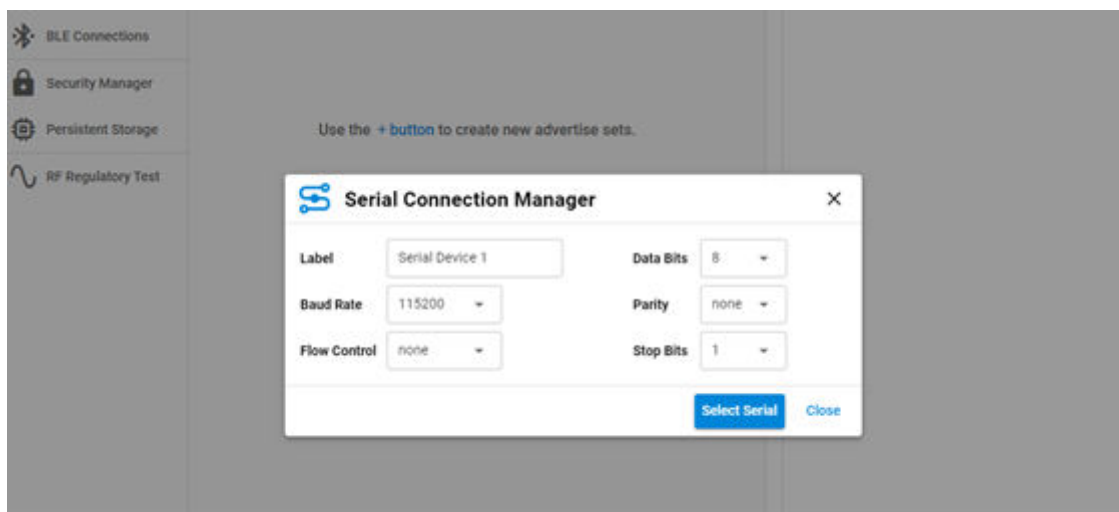 BLE Connections
Security Manager
Persistent Storage
RF Regulatory Test
Use the + button to create new advertise sets.
Serial Connection Manager
Label Serial Device 1 Data Bits 8
Baud Rate 115200 Parity none
Flow Control none Stop Bits 1
Select Serial Close